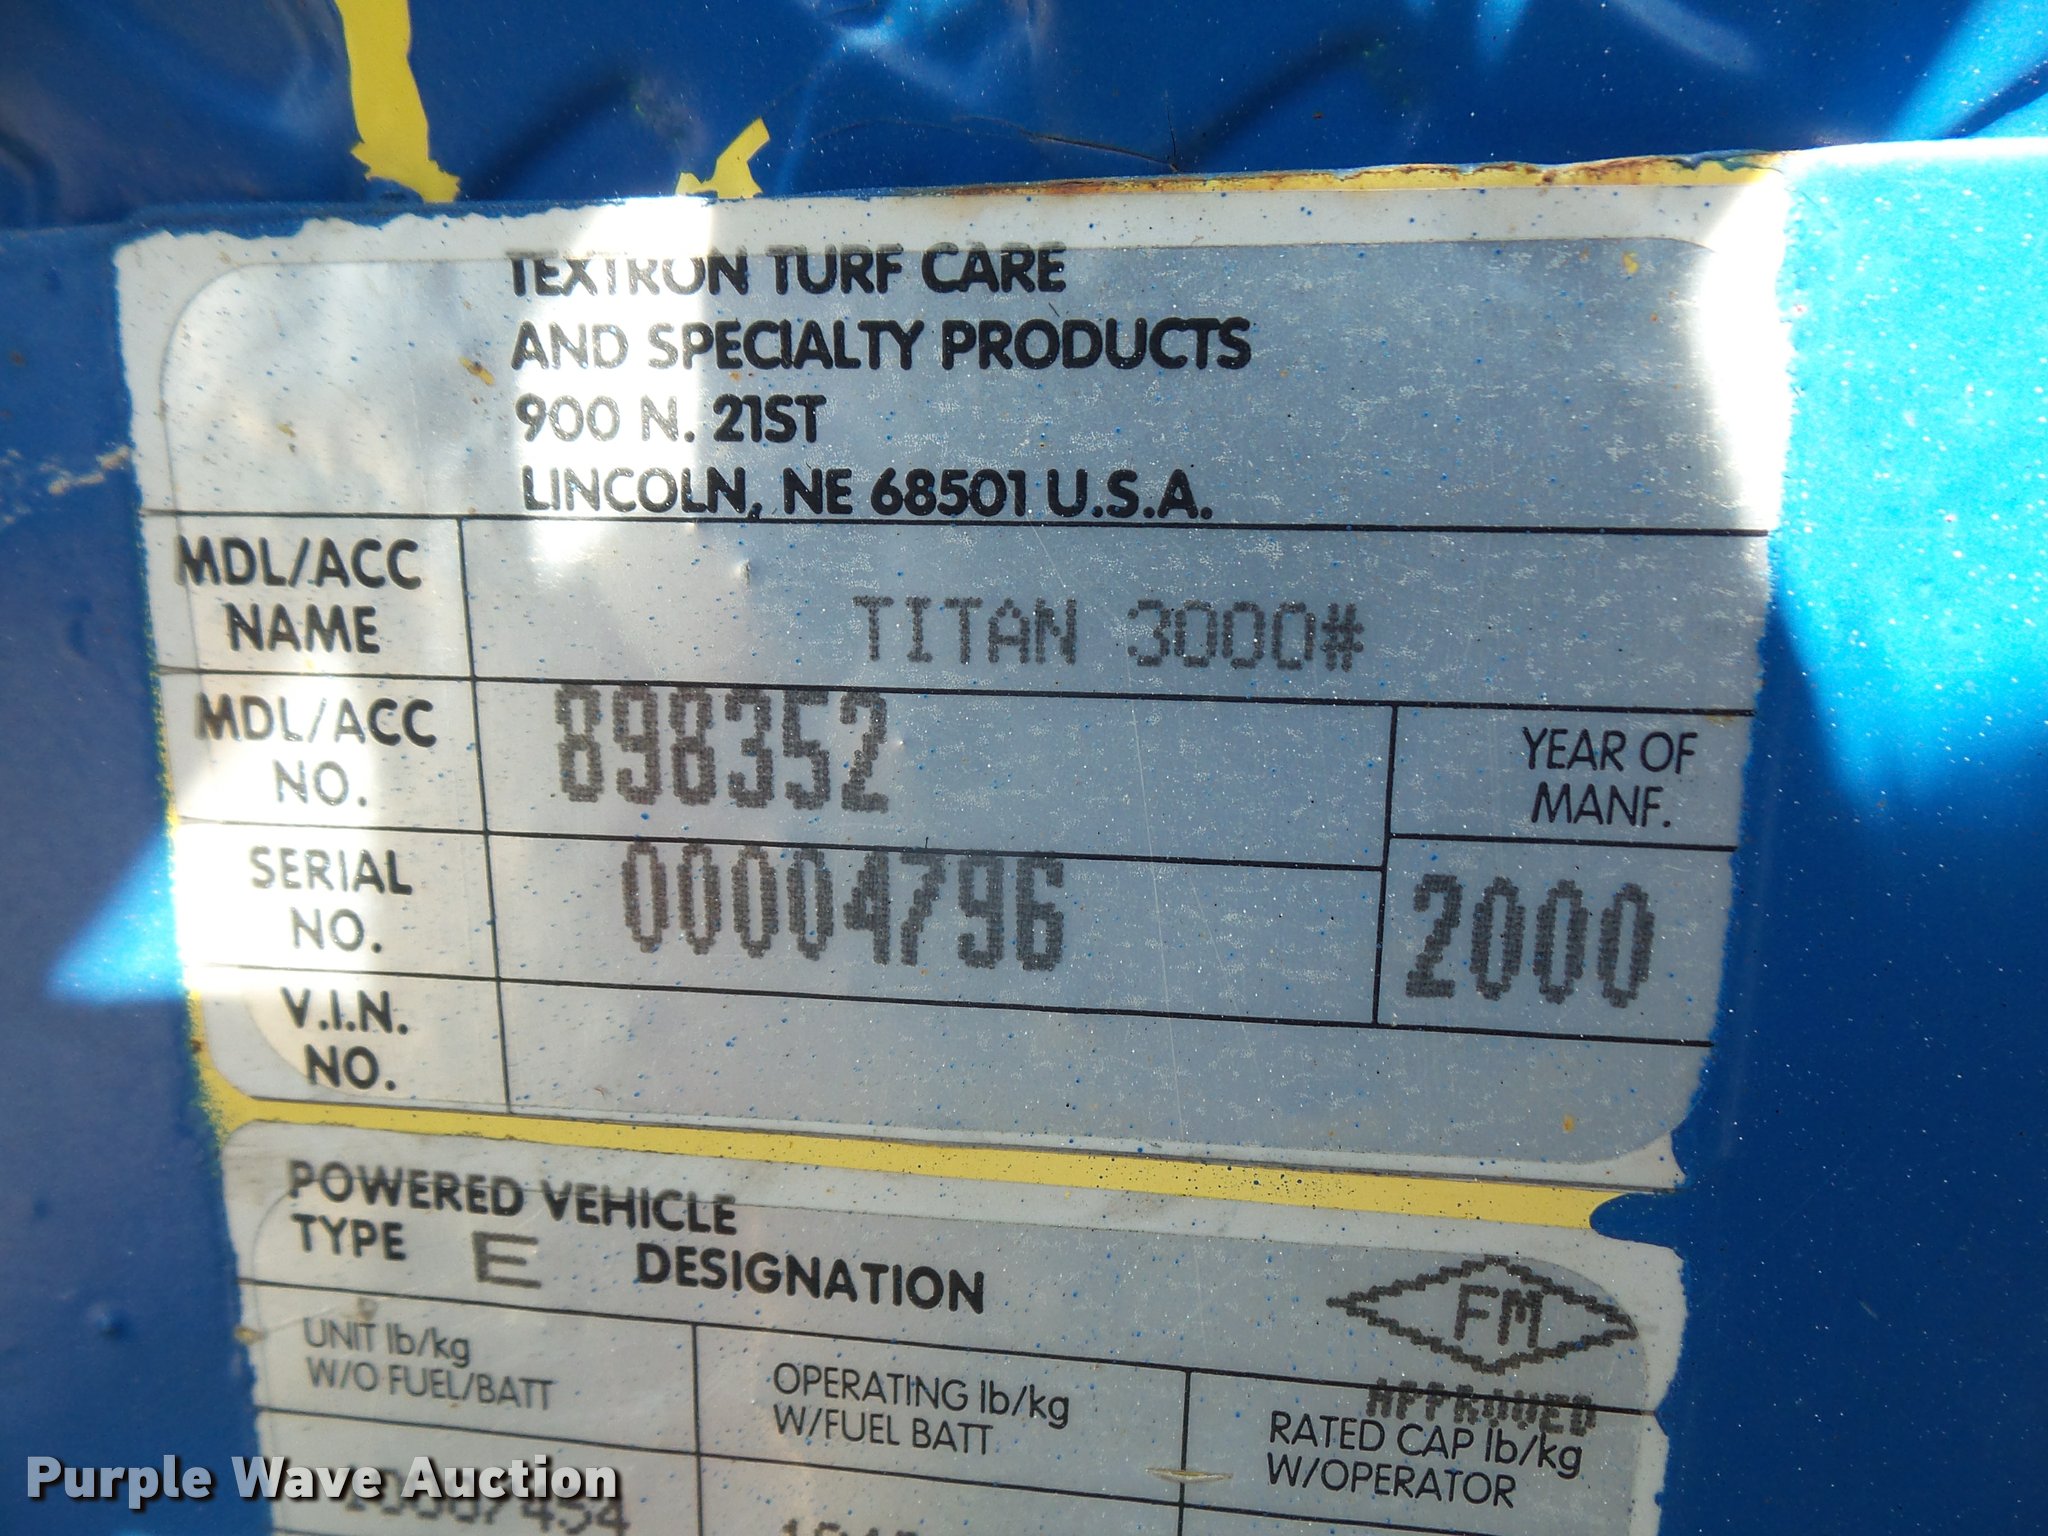 TEXTRON TURF CARE
AND SPECIALTY PRODUCTS
900 N. 21ST
LINCOLN, NE 68501 U.S.A.
MDL/ACC NAME TITAN 3000#
MDL/ACC NO. 898352
YEAR OF MANF. 2000
SERIAL NO. 00004796
V.I.N. NO.
POWERED VEHICLE
TYPE E DESIGNATION
FM
APPROVED
UNIT lb/kg
W/O FUEL/BATT
OPERATING lb/kg
W/FUEL BATT
RATED CAP lb/kg
W/OPERATOR
Purple Wave Auction